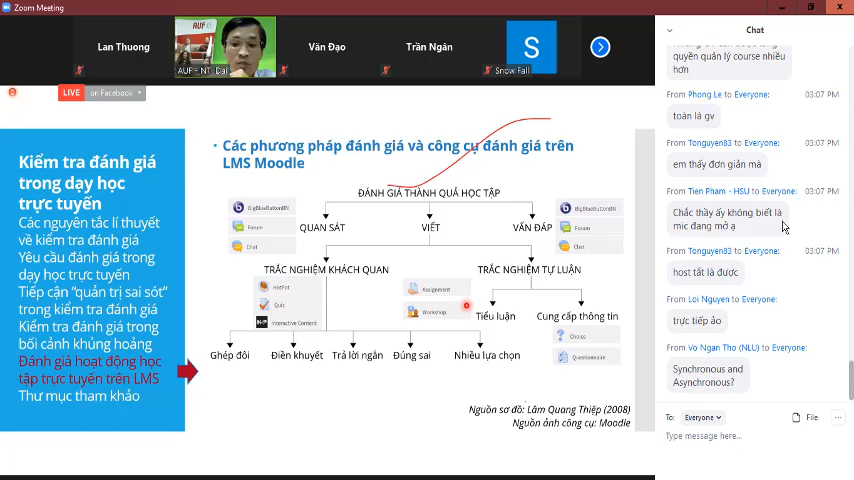 Zoom Meeting
Lan Thuong
AUF - NT_Dai
Văn Đạo
Trần Ngân
S
Snow Fall
LIVE on Facebook
Kiểm tra đánh giá
trong dạy học
trực tuyến
Các nguyên tắc lí thuyết
về kiểm tra đánh giá
Yêu cầu đánh giá trong
dạy học trực tuyến
Tiếp cận “quản trị sai sót”
trong kiểm tra đánh giá
Kiểm tra đánh giá trong
bối cảnh khủng hoảng
Đánh giá hoạt động học
tập trực tuyến trên LMS
Thư mục tham khảo
• Các phương pháp đánh giá và công cụ đánh giá trên
LMS Moodle
ĐÁNH GIÁ THÀNH QUẢ HỌC TẬP
BigBlueButtonBN
Forum
Chat
QUAN SÁT
VIẾT
VẤN ĐÁP
BigBlueButtonBN
Forum
Chat
TRẮC NGHIỆM KHÁCH QUAN
TRẮC NGHIỆM TỰ LUẬN
HotPot
Quiz
H-P Interactive Content
Assignment
Workshop
Tiểu luận
Cung cấp thông tin
Choice
Questionnaire
Ghép đôi
Điền khuyết
Trả lời ngắn
Đúng sai
Nhiều lựa chọn
Nguồn sơ đồ: Lâm Quang Thiệp (2008)
Nguồn ảnh công cụ: Moodle
Chat
quyền quản lý course nhiều
hơn
From Phong Le to Everyone: 03:07 PM
toàn là gv
From Tonguyen83 to Everyone: 03:07 PM
em thấy đơn giản mà
From Tien Pham - HSU to Everyone: 03:07 PM
Chắc thầy ấy không biết là
mic đang mở ạ
From Tonguyen83 to Everyone: 03:07 PM
host tắt là được
From Loi Nguyen to Everyone:
trực tiếp ảo
From Vo Ngan Tho (NLU) to Everyone:
Synchronous and
Asynchronous?
To: Everyone
File
Type message here...